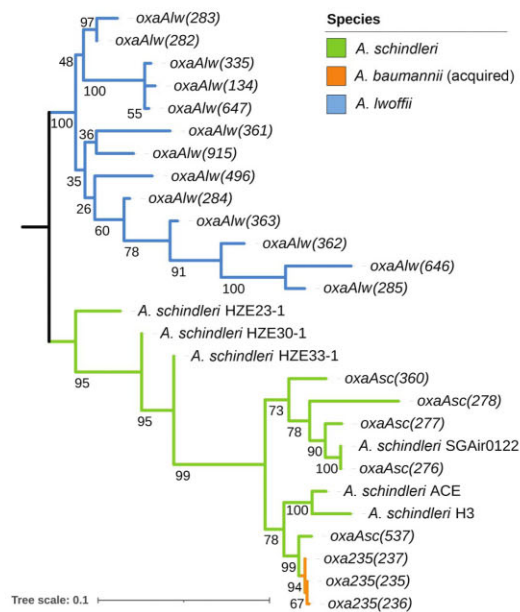 oxaAlw(283)
97
oxaAlw(282)
48
oxaAlw(335)
oxaAlw(134)
100
oxaAlw(647)
55
100
oxaAlw(361)
36
oxaAlw(915)
35
oxaAlw(496)
26
oxaAlw(284)
60
oxaAlw(363)
78
oxaAlw(362)
91
oxaAlw(646)
100
oxaAlw(285)
A. schindleri HZE23-1
A. schindleri HZE30-1
A. schindleri HZE33-1
95
oxaAsc(360)
95
73
oxaAsc(278)
78
oxaAsc(277)
90
A. schindleri SGAir0122
100
oxaAsc(276)
99
A. schindleri ACE
100
A. schindleri H3
78
oxaAsc(537)
99
oxa235(237)
94
oxa235(235)
67
oxa235(236)
Tree scale: 0.1
Species
A. schindleri
A. baumannii (acquired)
A. lwoffii